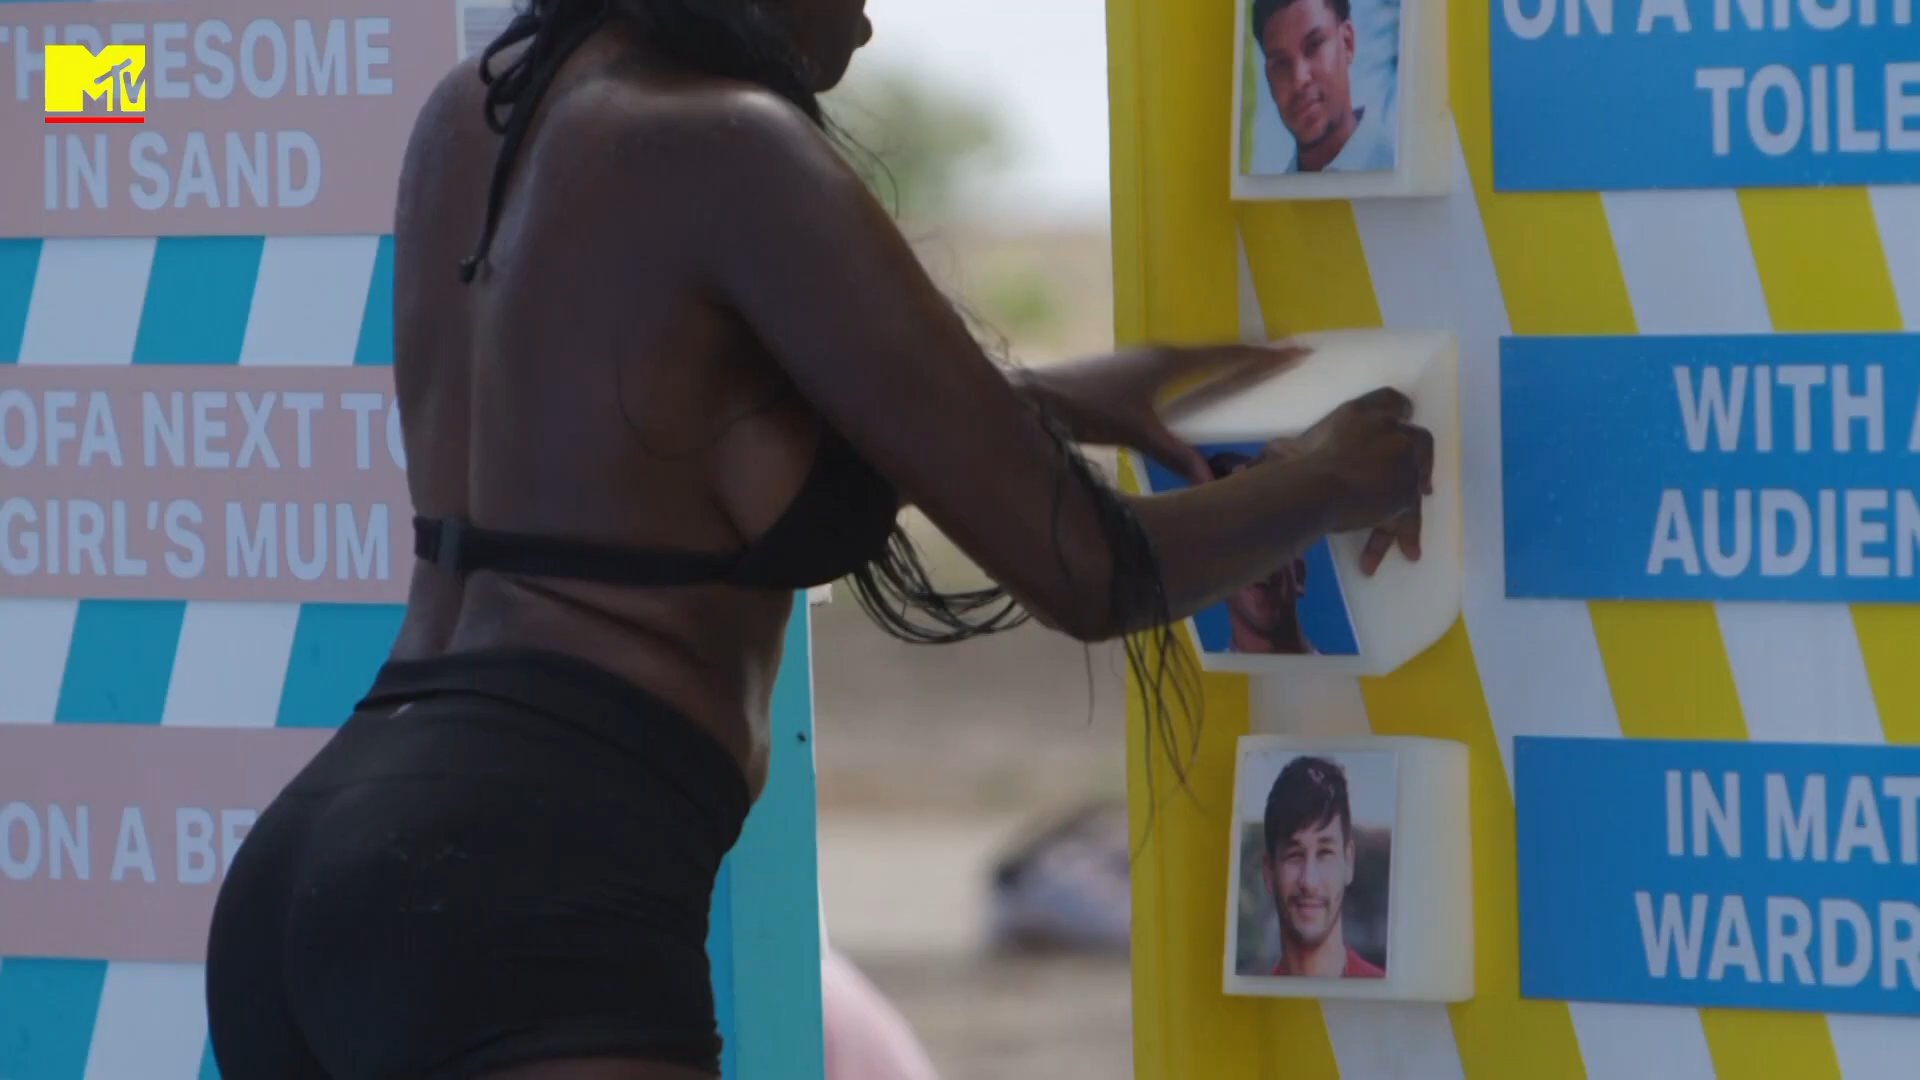 MTV
THREESOME
IN SAND
OFA NEXT TO
GIRL'S MUM
ON A BE
ON A NIGH
TOILE
WITH A
AUDIEN
IN MAT
WARDR